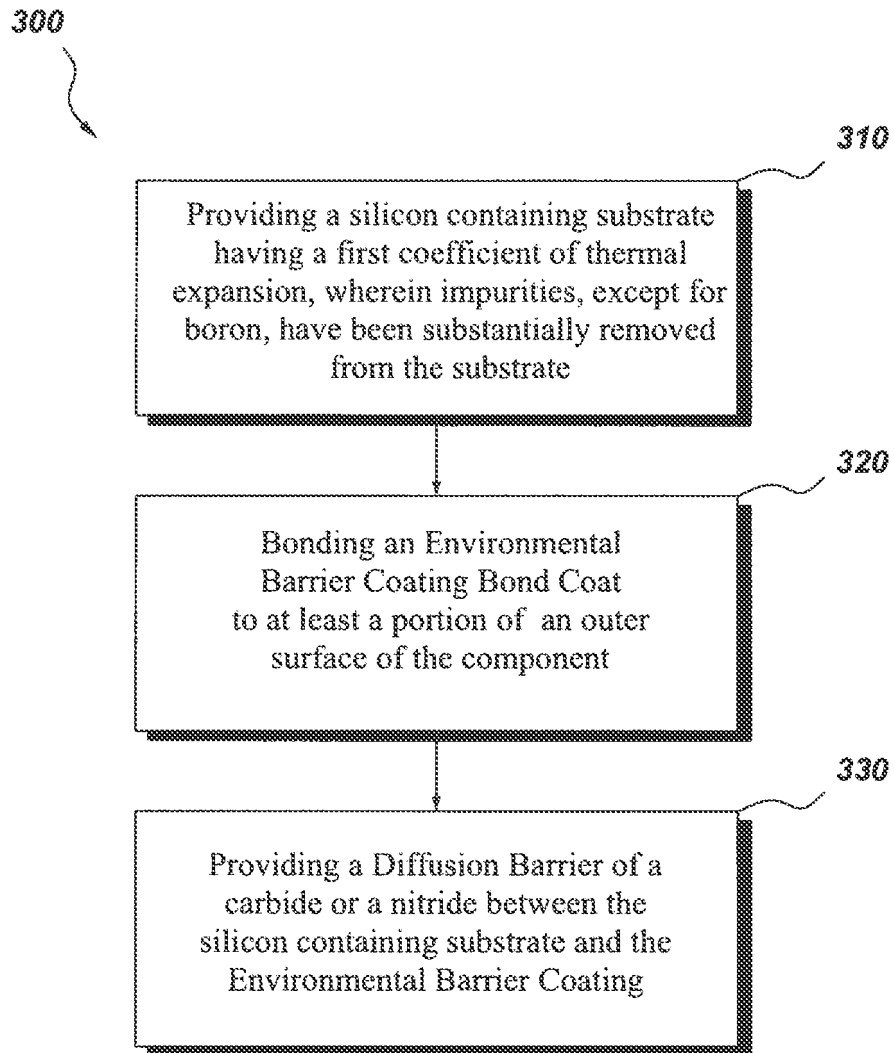 300
310
Providing a silicon containing substrate
having a first coefficient of thermal
expansion, wherein impurities, except for
boron, have been substantially removed
from the substrate
320
Bonding an Environmental
Barrier Coating Bond Coat
to at least a portion of an outer
surface of the component
330
Providing a Diffusion Barrier of a
carbide or a nitride between the
silicon containing substrate and the
Environmental Barrier Coating